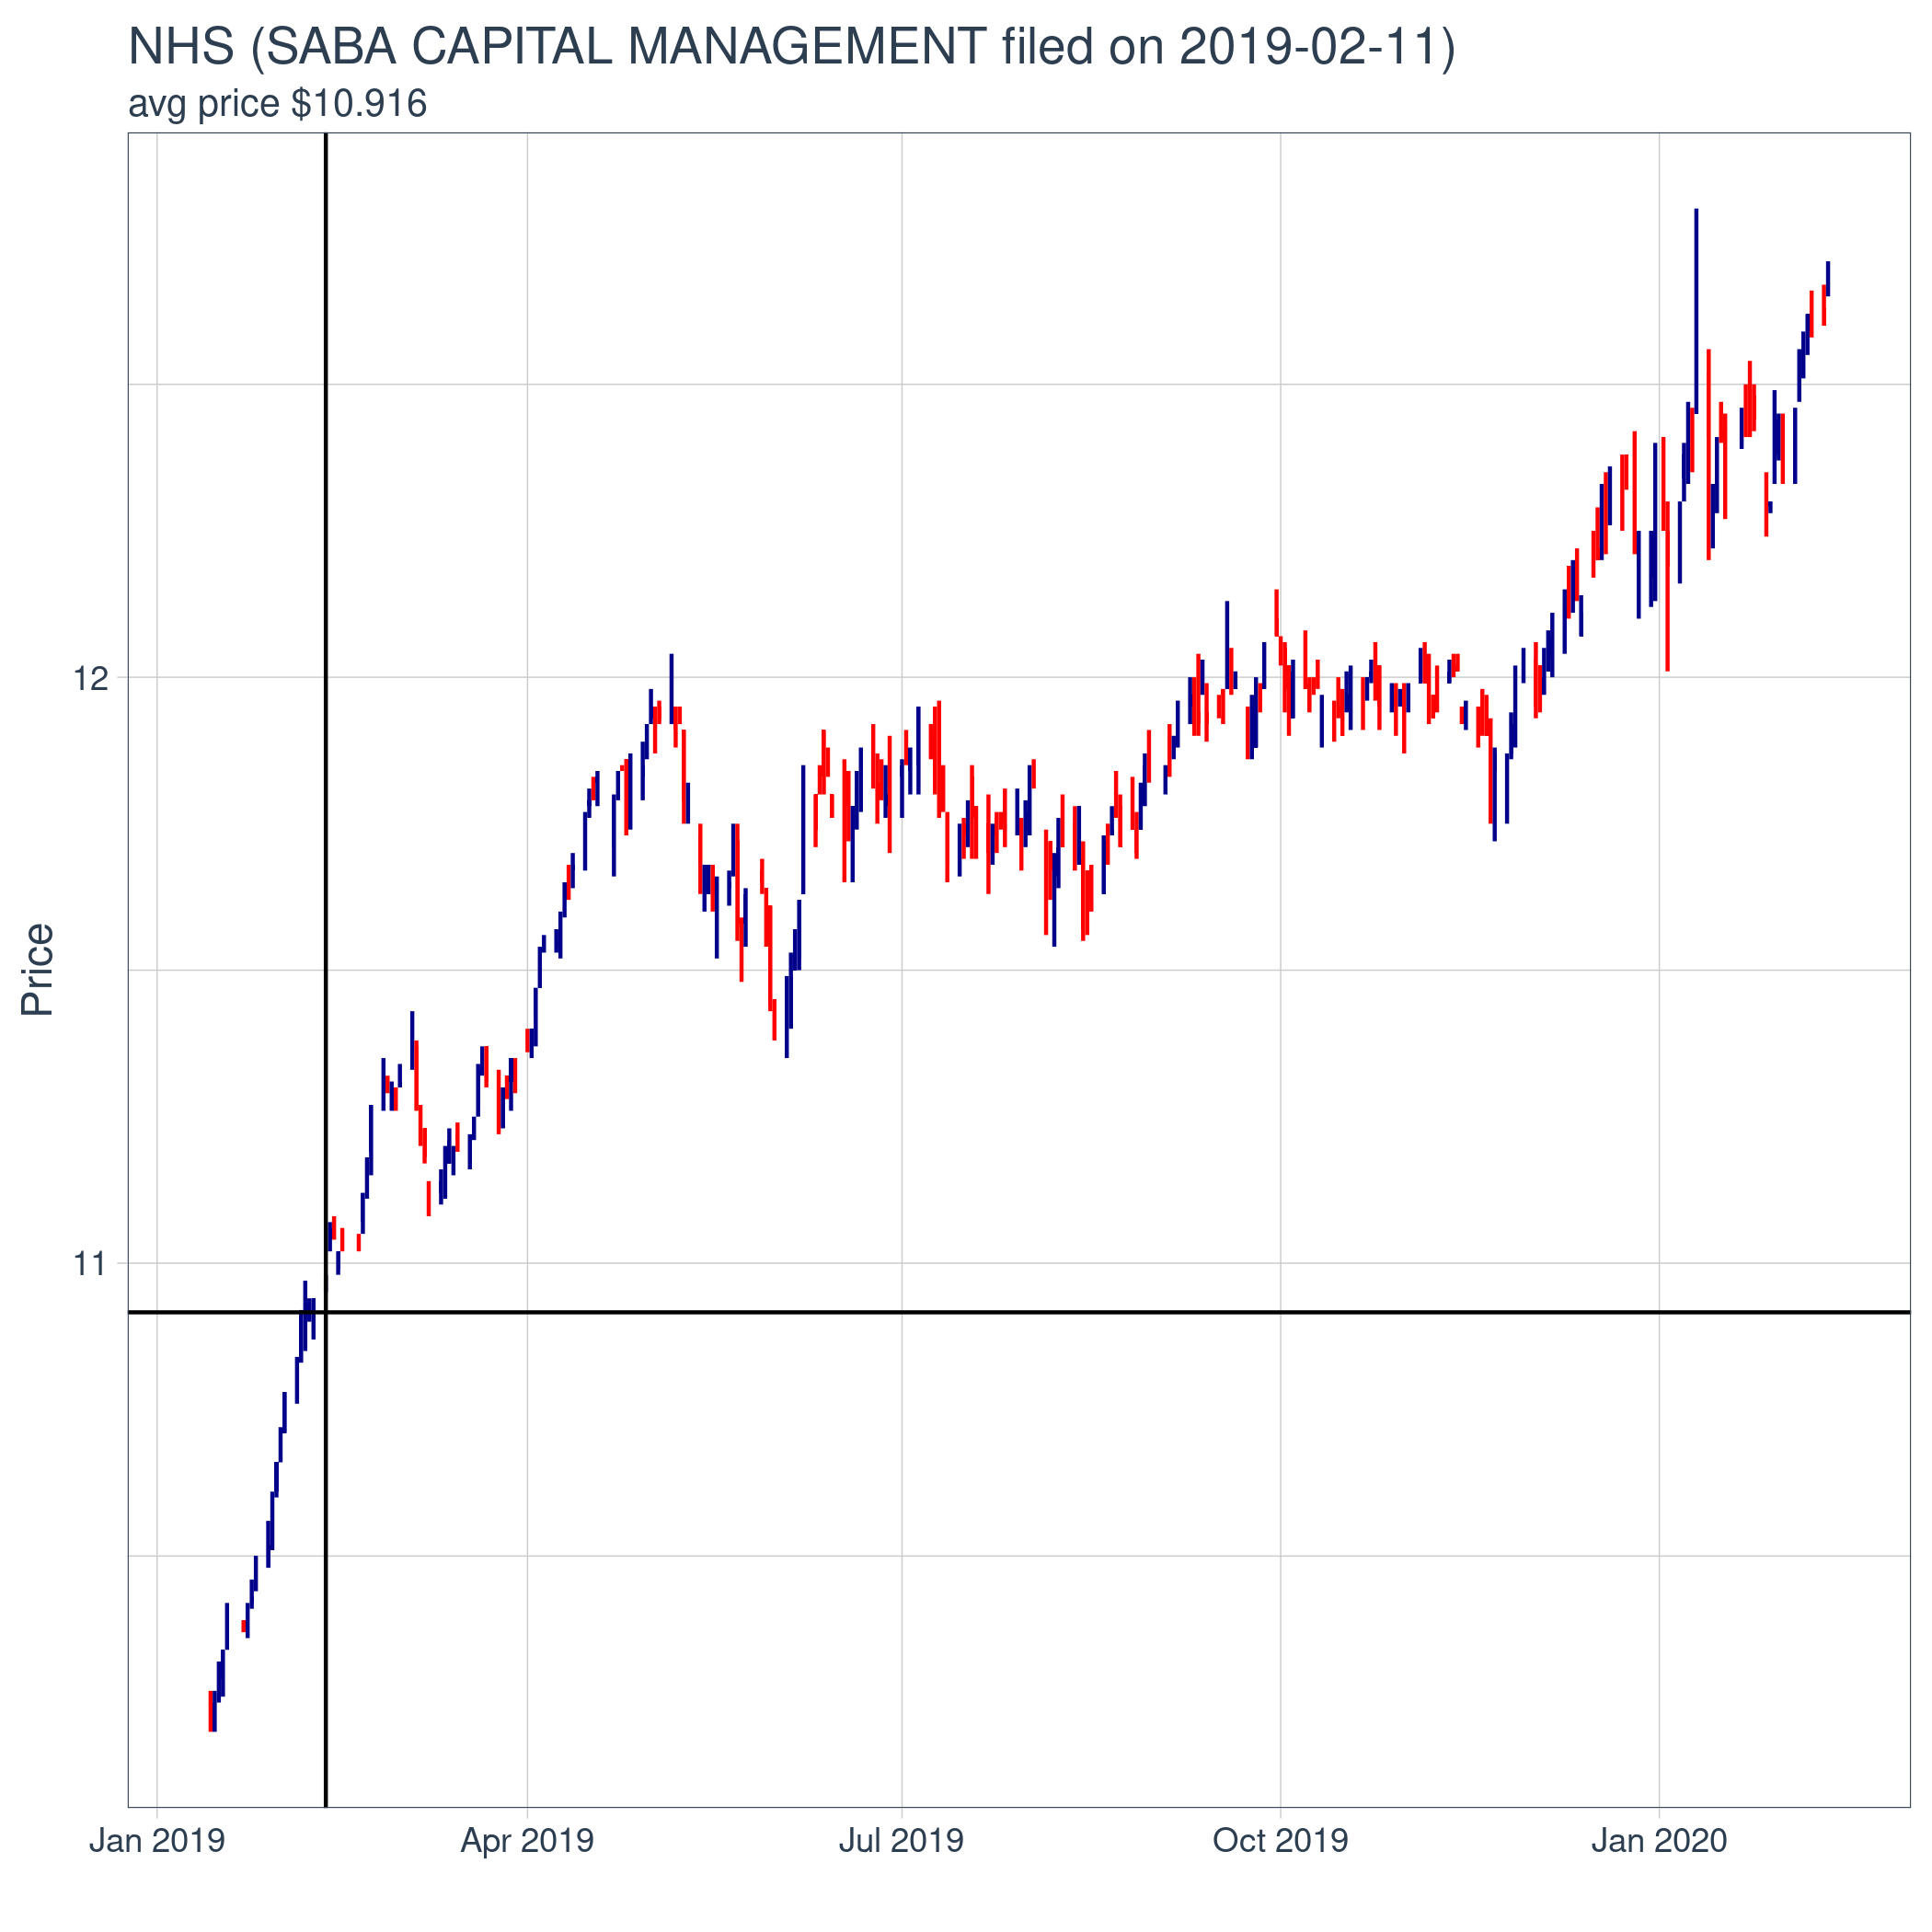 NHS (SABA CAPITAL MANAGEMENT filed on 2019-02-11)
avg price $10.916
Price
12
11
Jan 2019
Apr 2019
Jul 2019
Oct 2019
Jan 2020